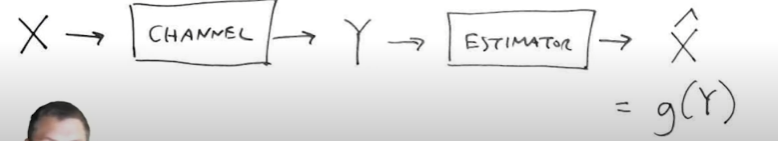 X → CHANNEL → Y → ESTIMATOR → X̂
= g(Y)